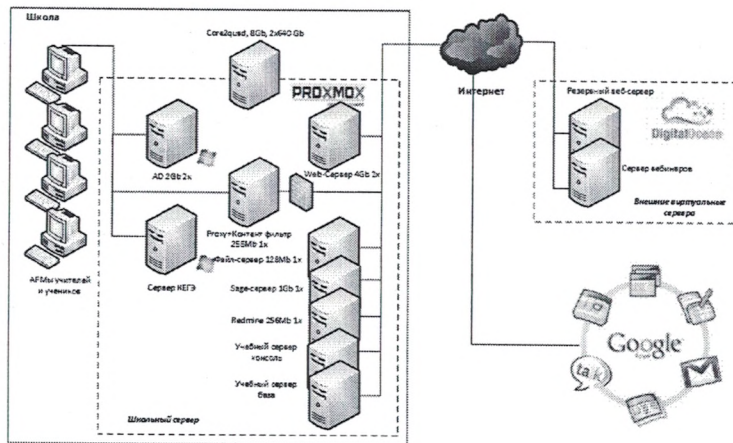 Школа
Core2quad, 8Gb, 2x640 Gb
PROXMOX
AD 2Gb 2x
Web-Сервер 4Gb 2x
Proxy+Контент фильтр
256Mb 1x
Файл-сервер 128Mb 1x
Сервер КЕГЭ
Sage-сервер 1Gb 1x
Redmine 256Mb 1x
Учебный сервер
консоль
Учебный сервер
база
АРМы учителей
и учеников
Школьный сервер
Интернет
Резервный веб-сервер
DigitalOcean
Сервер вебинаров
Внешние виртуальные
сервера
Google
talk